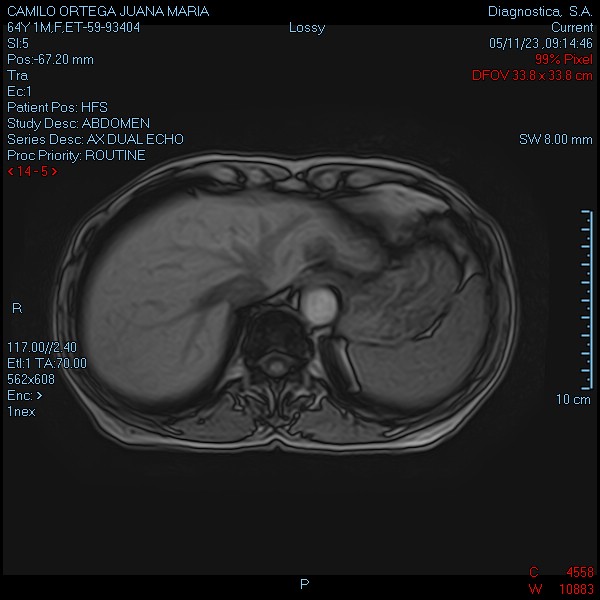 CAMILO ORTEGA JUANA MARIA
64Y 1M,F,ET-59-93404
Sl:5
Pos:-67.20 mm
Tra
Ec:1
Patient Pos: HFS
Study Desc: ABDOMEN
Series Desc: AX DUAL ECHO
Proc Priority: ROUTINE
< 14 - 5 >
Lossy
Diagnostica, S.A.
Current
05/11/23 ,09:14:46
99% Pixel
DFOV 33.8 x 33.8 cm
SW 8.00 mm
R
117.00//2.40
Etl:1 TA:70.00
562x608
Enc: >
1nex
10 cm
P
C 4558
W 10883